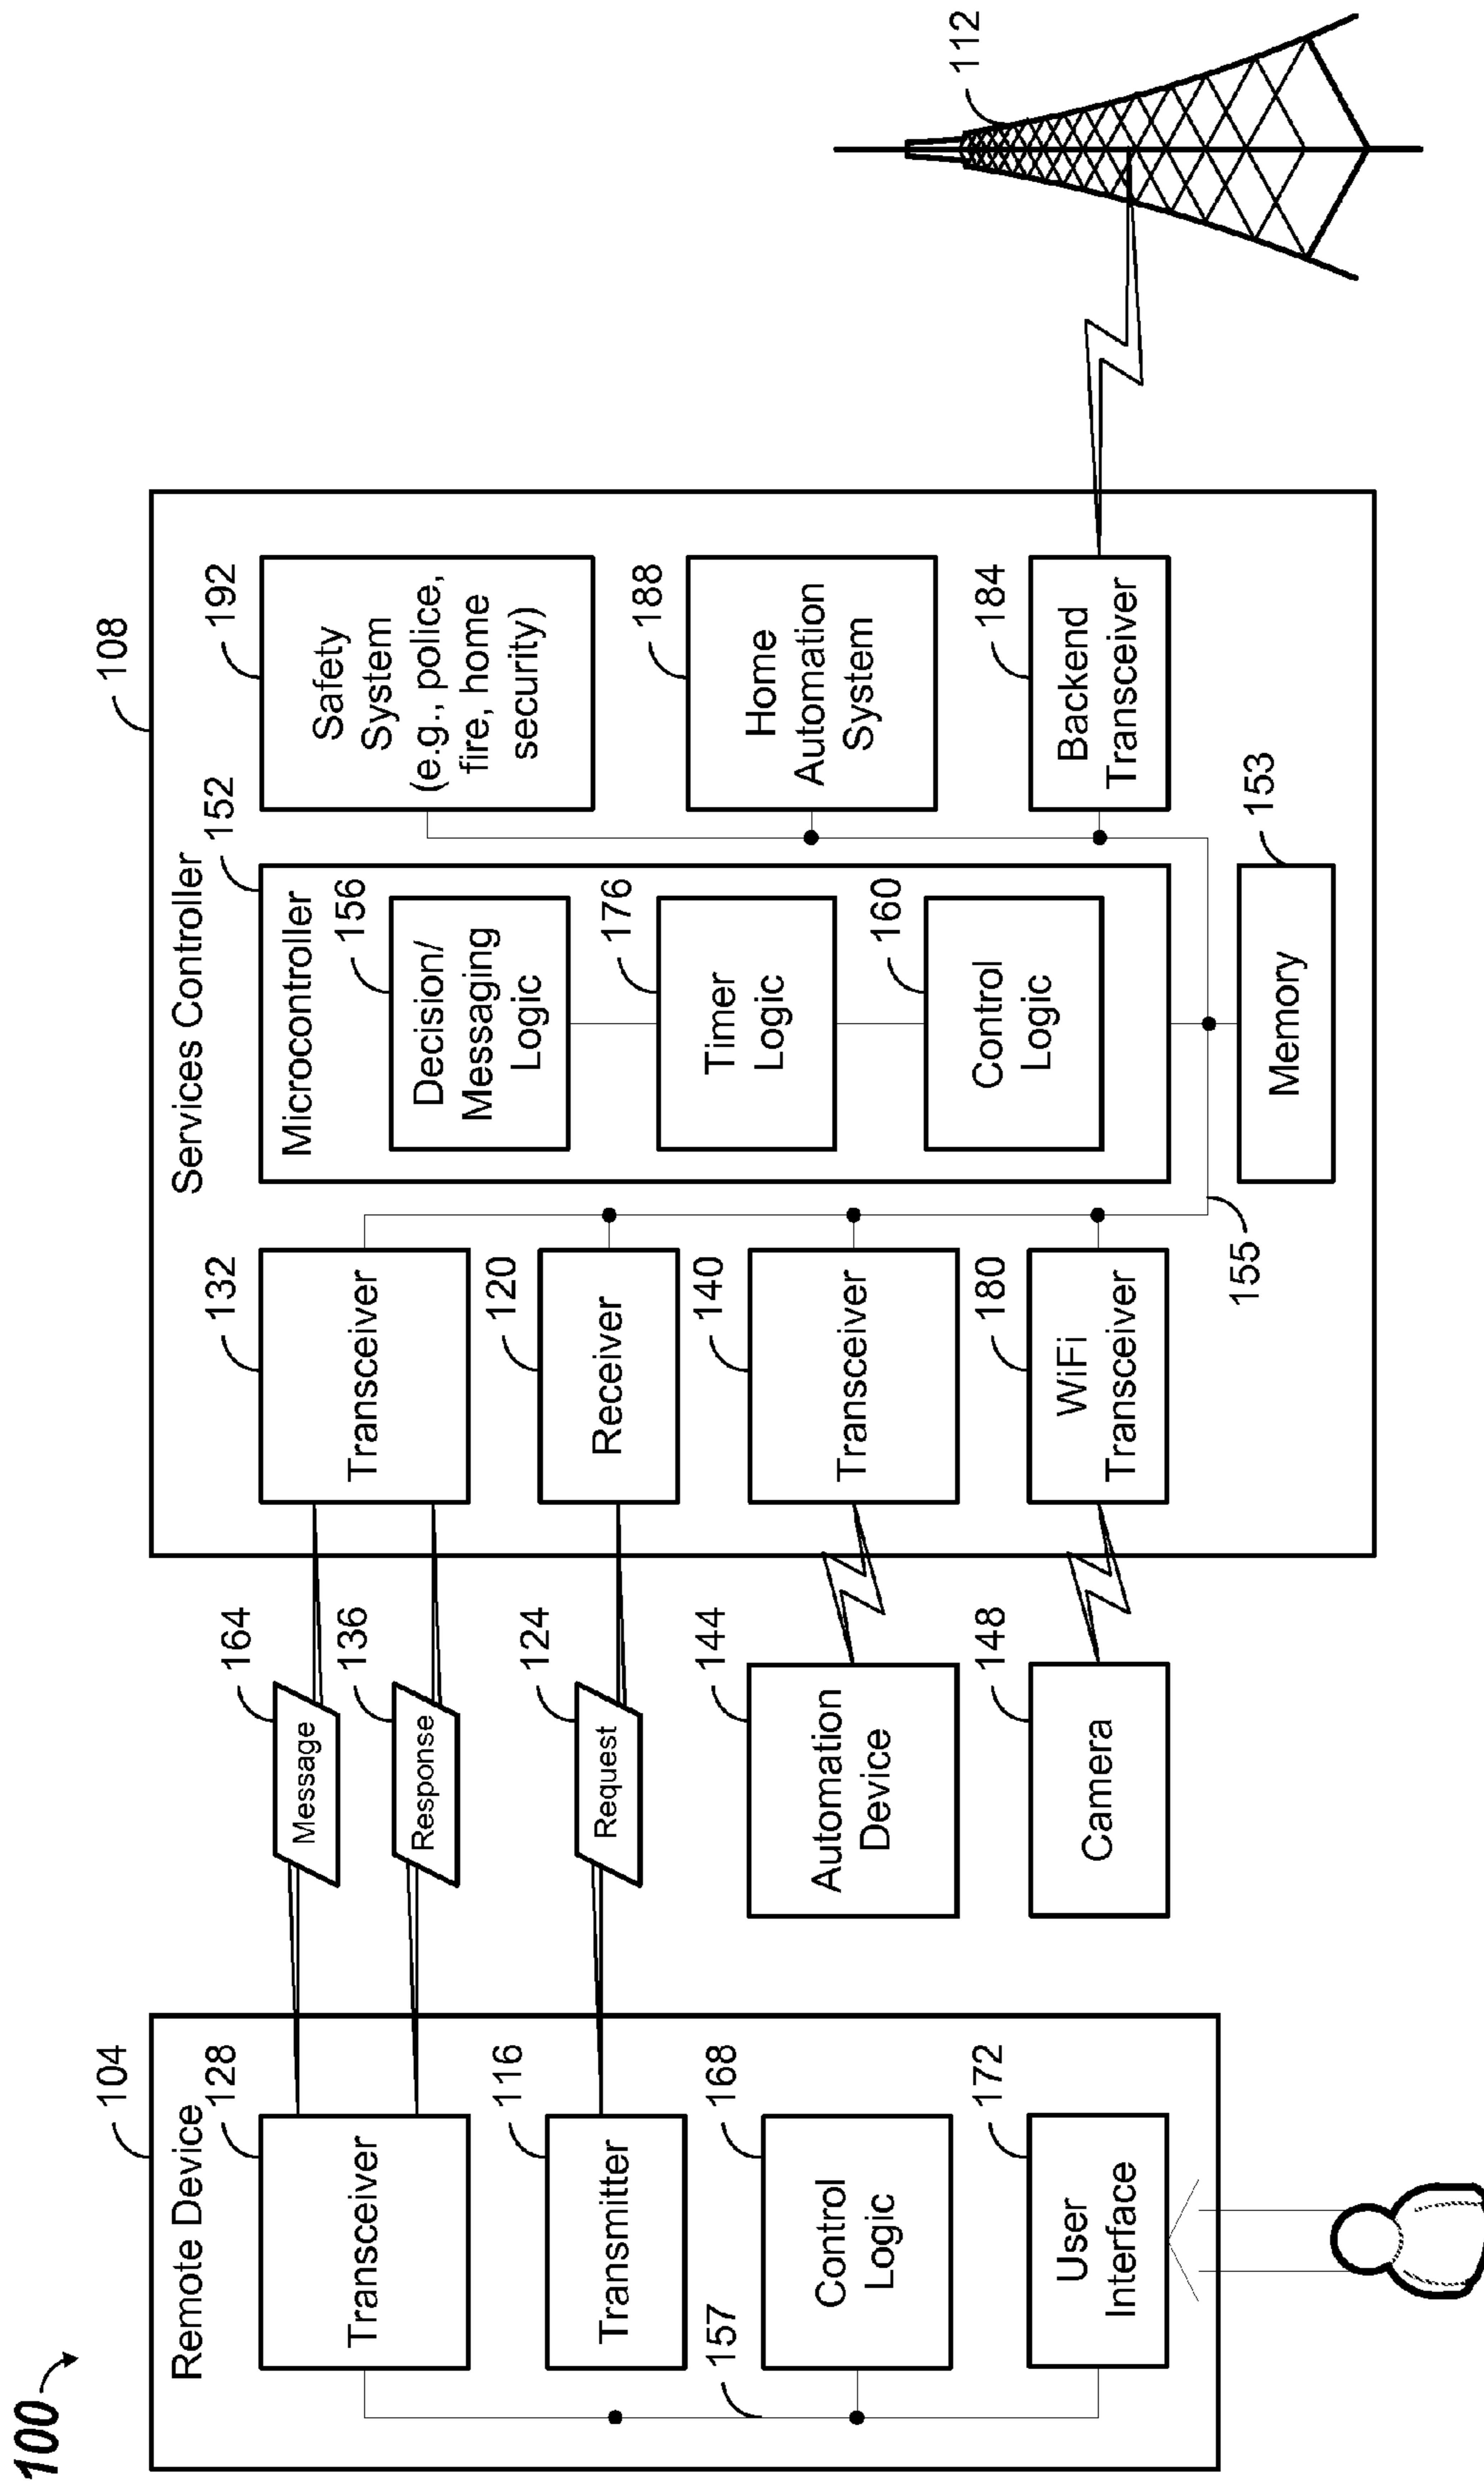 100
Remote Device
104
128
Transceiver
116
Transmitter
168
Control
Logic
172
User
Interface
157
164
Message
136
Response
124
Request
144
Automation
Device
148
Camera
Services Controller
108
132
Transceiver
120
Receiver
140
Transceiver
180
WiFi
Transceiver
155
152
Microcontroller
156
Decision/
Messaging
Logic
176
Timer
Logic
160
Control
Logic
153
Memory
192
Safety
System
(e.g., police,
fire, home
security)
188
Home
Automation
System
184
Backend
Transceiver
112